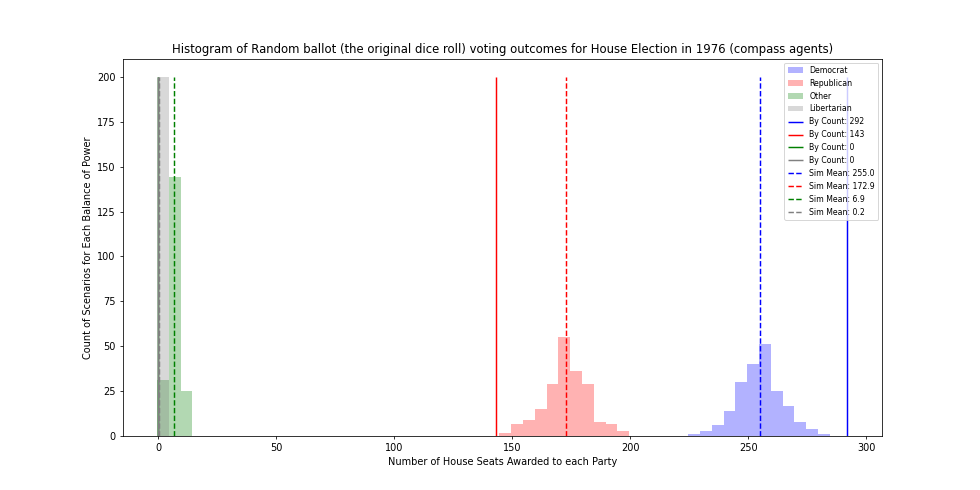 Histogram of Random ballot (the original dice roll) voting outcomes for House Election in 1976 (compass agents)
Democrat
Republican
Other
Libertarian
By Count: 292
By Count: 143
By Count: 0
By Count: 0
Sim Mean: 255.0
Sim Mean: 172.9
Sim Mean: 6.9
Sim Mean: 0.2
Count of Scenarios for Each Balance of Power
200
175
150
125
100
75
50
25
0
0 50 100 150 200 250 300
Number of House Seats Awarded to each Party